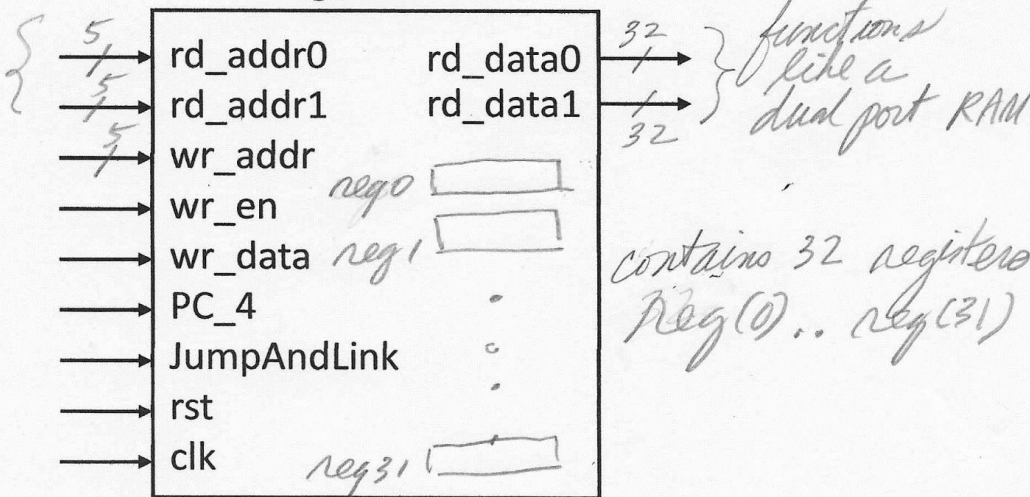 5 rd_addr0 rd_data0 32 functions
5 rd_addr1 rd_data1 32 like a
5 wr_addr dual port RAM
reg0
wr_en
reg1
wr_data contains 32 registers
PC_4 Reg(0) .. reg(31)
JumpAndLink
rst
clk reg31